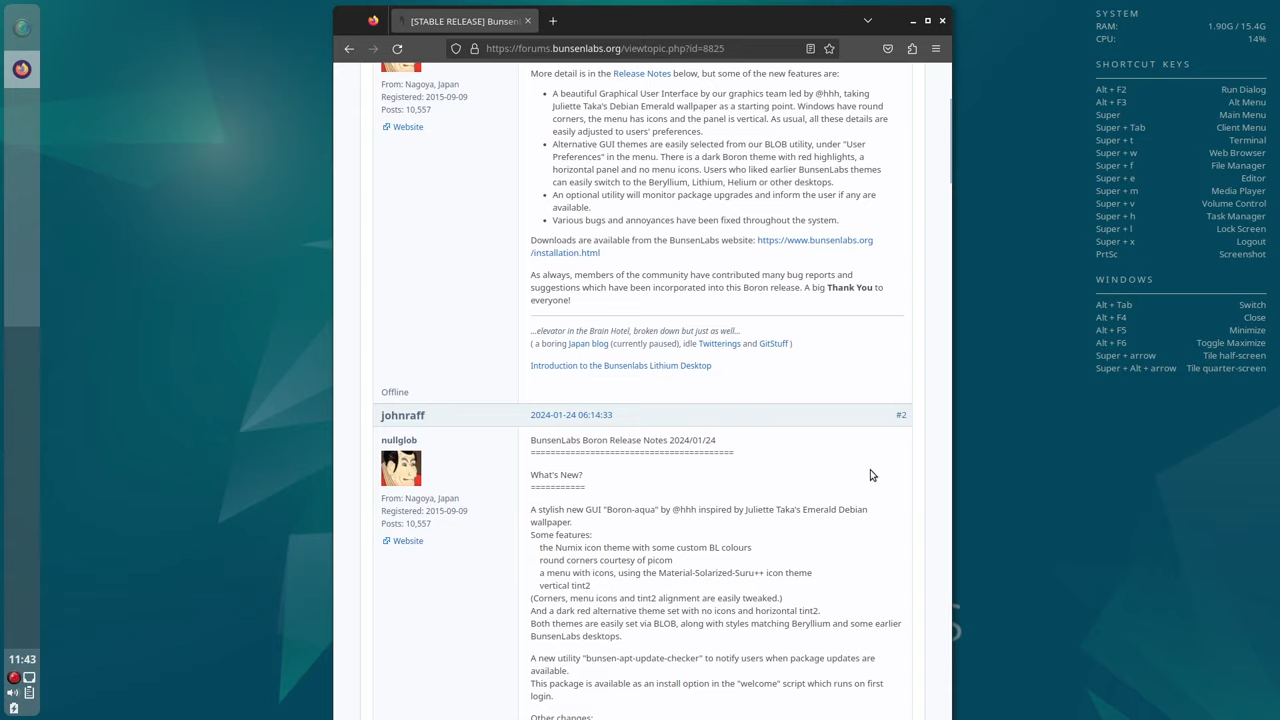 [STABLE RELEASE] Bunsen
https://forums.bunsenlabs.org/viewtopic.php?id=8825
From: Nagoya, Japan
Registered: 2015-09-09
Posts: 10,557
Website
More detail is in the Release Notes below, but some of the new features are:
• A beautiful Graphical User Interface by our graphics team led by @hhh, taking
Juliette Taka's Debian Emerald wallpaper as a starting point. Windows have round
corners, the menu has icons and the panel is vertical. As usual, all these details are
easily adjusted to users' preferences.
• Alternative GUI themes are easily selected from our BLOB utility, under "User
Preferences" in the menu. There is a dark Boron theme with red highlights, a
horizontal panel and no menu icons. Users who liked earlier BunsenLabs themes
can easily switch to the Beryllium, Lithium, Helium or other desktops.
• An optional utility will monitor package upgrades and inform the user if any are
available.
• Various bugs and annoyances have been fixed throughout the system.
Downloads are available from the BunsenLabs website: https://www.bunsenlabs.org
/installation.html
As always, members of the community have contributed many bug reports and
suggestions which have been incorporated into this Boron release. A big Thank You to
everyone!
...elevator in the Brain Hotel, broken down but just as well...
( a boring Japan blog (currently paused), idle Twitterings and GitStuff )
Introduction to the Bunsenlabs Lithium Desktop
Offline
johnraff
2024-01-24 06:14:33
#2
nullglob
From: Nagoya, Japan
Registered: 2015-09-09
Posts: 10,557
Website
BunsenLabs Boron Release Notes 2024/01/24
========================================
What's New?
===========
A stylish new GUI "Boron-aqua" by @hhh inspired by Juliette Taka's Emerald Debian
wallpaper.
Some features:
the Numix icon theme with some custom BL colours
round corners courtesy of picom
a menu with icons, using the Material-Solarized-Suru++ icon theme
vertical tint2
(Corners, menu icons and tint2 alignment are easily tweaked.)
And a dark red alternative theme set with no icons and horizontal tint2.
Both themes are easily set via BLOB, along with styles matching Beryllium and some earlier
BunsenLabs desktops.
A new utility "bunsen-apt-update-checker" to notify users when package updates are
available.
This package is available as an install option in the "welcome" script which runs on first
login.
Other changes:
SYSTEM
RAM: 1.90G / 15.4G
CPU: 14%
SHORTCUT KEYS
Alt + F2 Run Dialog
Alt + F3 Alt Menu
Super Main Menu
Super + Tab Client Menu
Super + t Terminal
Super + w Web Browser
Super + f File Manager
Super + e Editor
Super + m Media Player
Super + v Volume Control
Super + h Task Manager
Super + l Lock Screen
Super + x Logout
PrtSc Screenshot
WINDOWS
Alt + Tab Switch
Alt + F4 Close
Alt + F5 Minimize
Alt + F6 Toggle Maximize
Super + arrow Tile half-screen
Super + Alt + arrow Tile quarter-screen
S
11:43